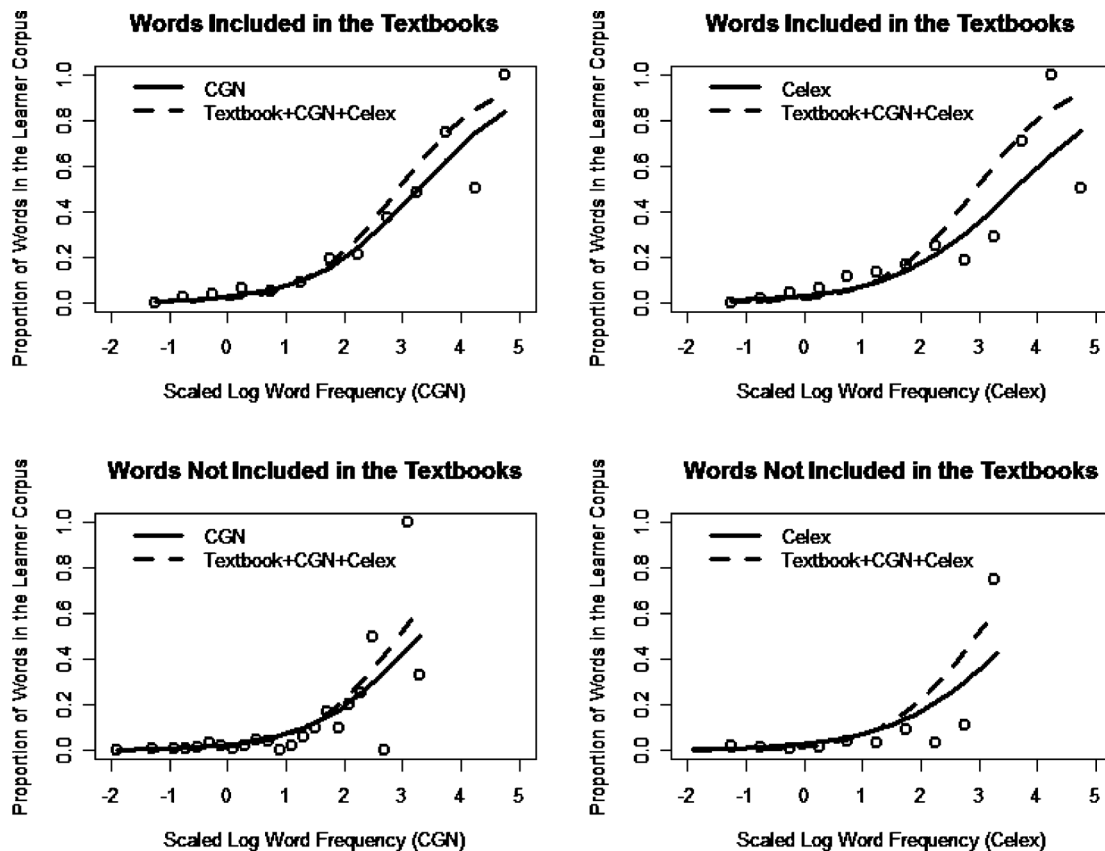 Words Included in the Textbooks
Proportion of Words in the Learner Corpus
0.0 0.2 0.4 0.6 0.8 1.0
CGN
Textbook+CGN+Celex
-2 -1 0 1 2 3 4 5
Scaled Log Word Frequency (CGN)
Words Included in the Textbooks
Proportion of Words in the Learner Corpus
0.0 0.2 0.4 0.6 0.8 1.0
Celex
Textbook+CGN+Celex
-2 -1 0 1 2 3 4 5
Scaled Log Word Frequency (Celex)
Words Not Included in the Textbooks
Proportion of Words in the Learner Corpus
0.0 0.2 0.4 0.6 0.8 1.0
CGN
Textbook+CGN+Celex
-2 -1 0 1 2 3 4 5
Scaled Log Word Frequency (CGN)
Words Not Included in the Textbooks
Proportion of Words in the Learner Corpus
0.0 0.2 0.4 0.6 0.8 1.0
Celex
Textbook+CGN+Celex
-2 -1 0 1 2 3 4 5
Scaled Log Word Frequency (Celex)